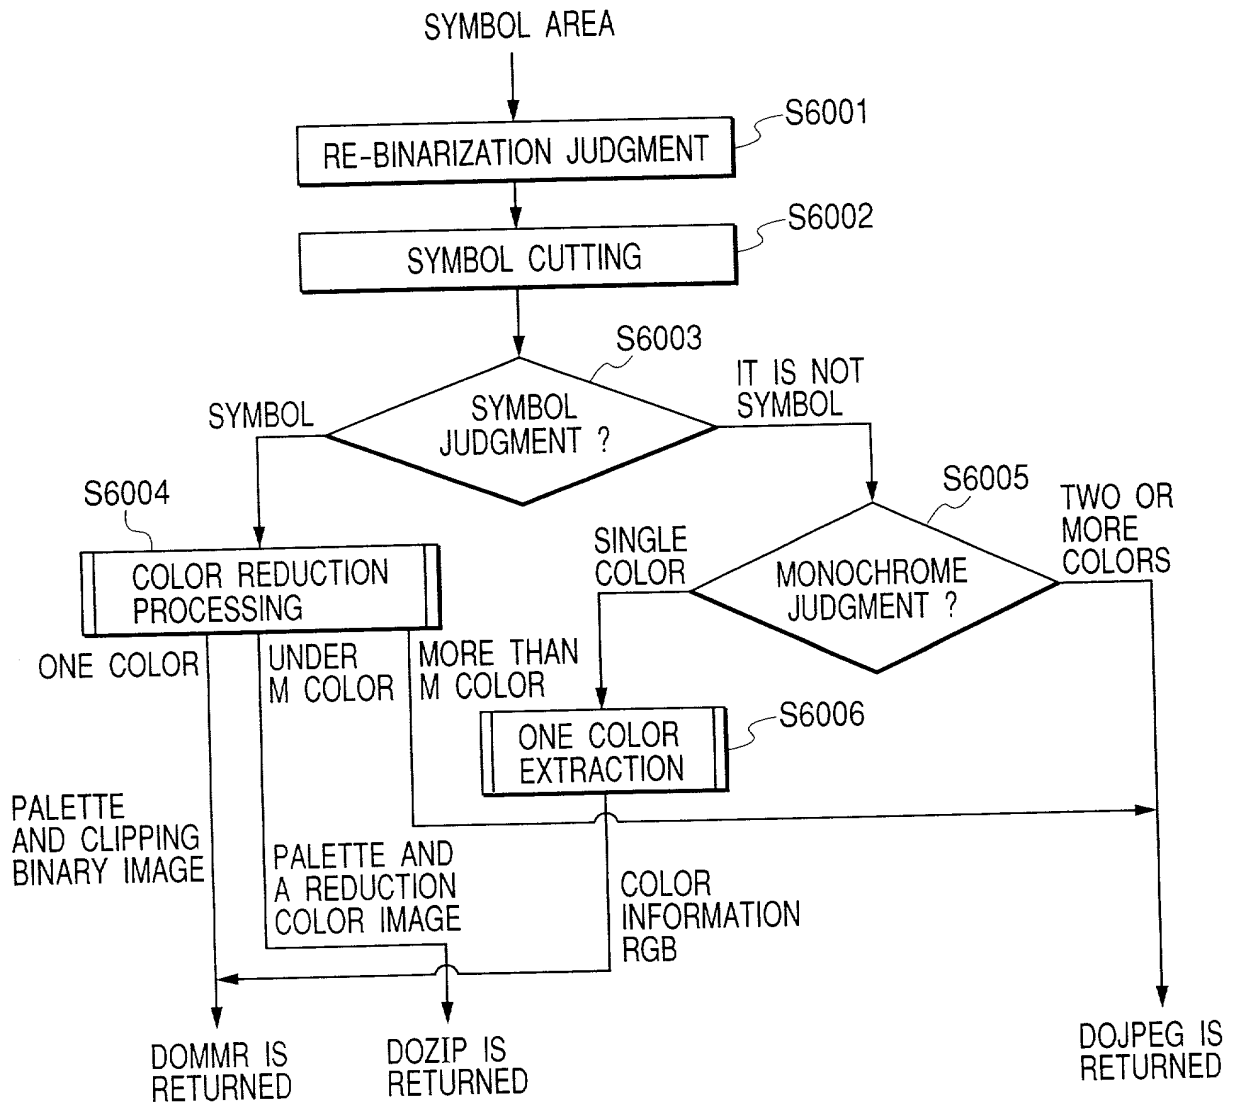 SYMBOL AREA
S6001
RE-BINARIZATION JUDGMENT
S6002
SYMBOL CUTTING
S6003
SYMBOL
JUDGMENT ?
SYMBOL
IT IS NOT
SYMBOL
S6004
COLOR REDUCTION
PROCESSING
S6005
MONOCHROME
JUDGMENT ?
SINGLE
COLOR
TWO OR
MORE
COLORS
ONE COLOR
UNDER
M COLOR
MORE THAN
M COLOR
S6006
ONE COLOR
EXTRACTION
PALETTE
AND CLIPPING
BINARY IMAGE
PALETTE AND
A REDUCTION
COLOR IMAGE
COLOR
INFORMATION
RGB
DOMMR IS
RETURNED
DOZIP IS
RETURNED
DOJPEG IS
RETURNED